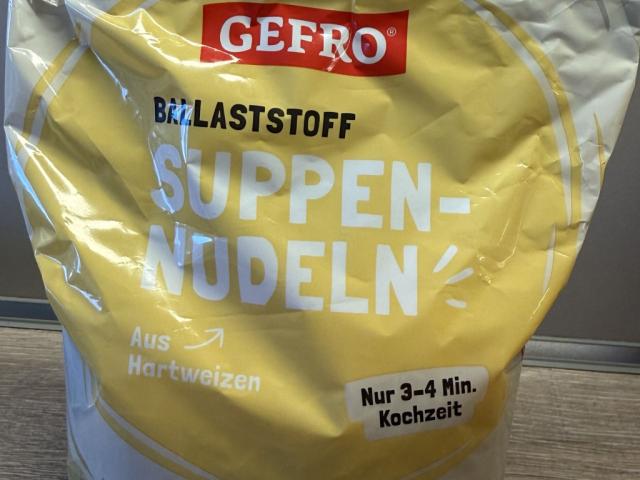 GEFRO®
BALLASTSTOFF
SUPPEN-
NUDELN
Aus
Hartweizen
Nur 3-4 Min.
Kochzeit